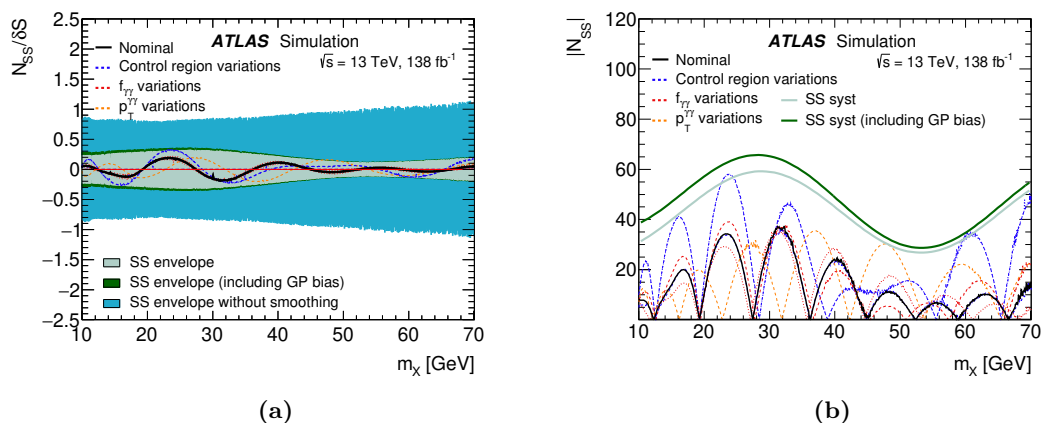 N_SS/δS
2.5
2
1.5
1
0.5
0
−0.5
−1
−1.5
−2
−2.5
ATLAS Simulation
√s = 13 TeV, 138 fb⁻¹
Nominal
Control region variations
f_γγ variations
p_T^γγ variations
SS envelope
SS envelope (including GP bias)
SS envelope without smoothing
10 20 30 40 50 60 70
m_X [GeV]
(a)
|N_SS|
120
100
80
60
40
20
ATLAS Simulation
√s = 13 TeV, 138 fb⁻¹
Nominal
Control region variations
f_γγ variations
p_T^γγ variations
SS syst
SS syst (including GP bias)
10 20 30 40 50 60 70
m_X [GeV]
(b)